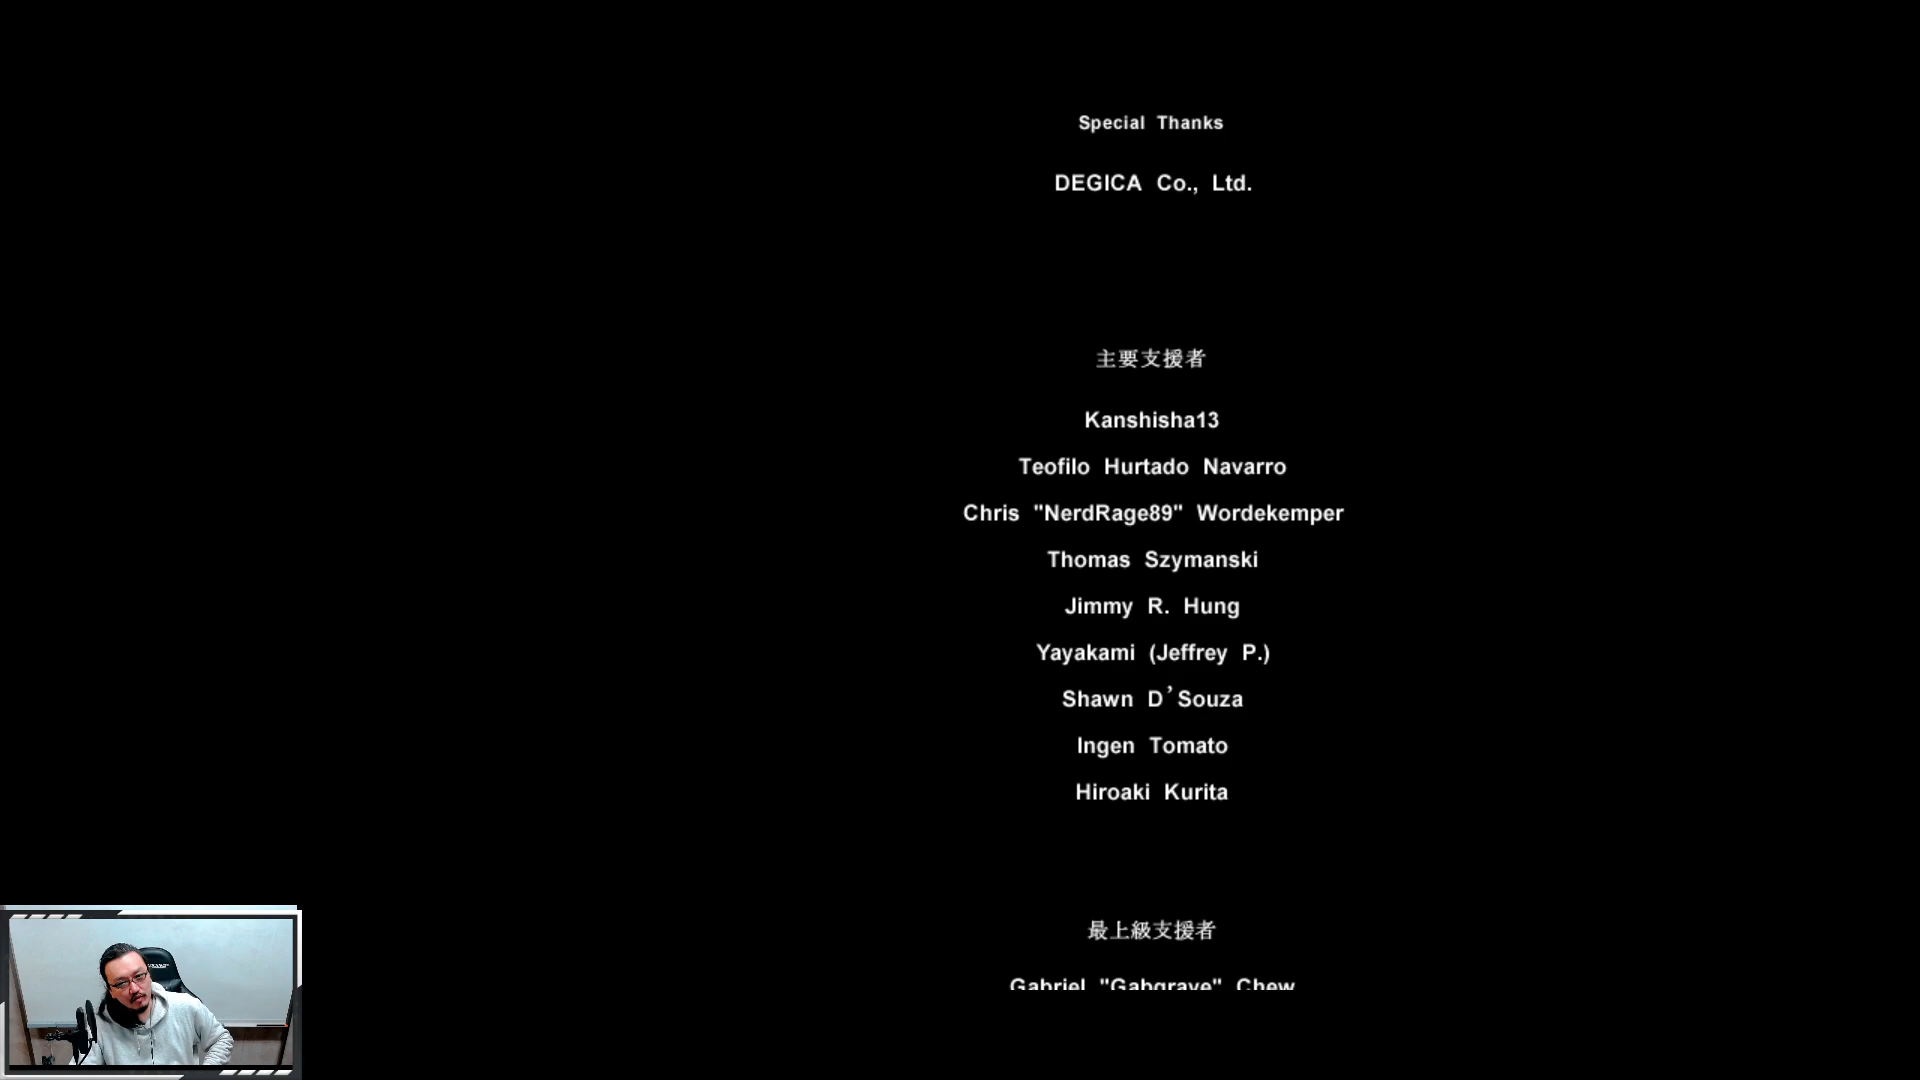 Special Thanks
DEGICA Co., Ltd.
主要支援者
Kanshisha13
Teofilo Hurtado Navarro
Chris "NerdRage89" Wordekemper
Thomas Szymanski
Jimmy R. Hung
Yayakami (Jeffrey P.)
Shawn D’Souza
Ingen Tomato
Hiroaki Kurita
最上級支援者
Gabriel "Gabgrave" Chew